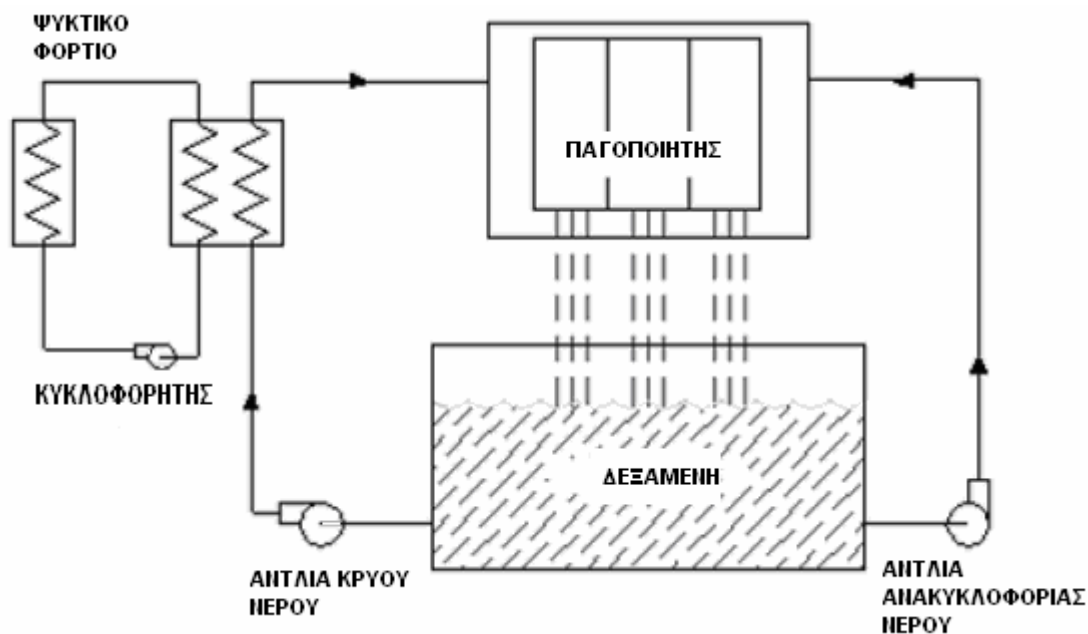 ΨΥΚΤΙΚΟ
ΦΟΡΤΙΟ
ΠΑΓΟΠΟΙΗΤΗΣ
ΚΥΚΛΟΦΟΡΗΤΗΣ
ΔΕΞΑΜΕΝΗ
ΑΝΤΛΙΑ ΚΡΥΟΥ
ΝΕΡΟΥ
ΑΝΤΛΙΑ
ΑΝΑΚΥΚΛΟΦΟΡΙΑΣ
ΝΕΡΟΥ